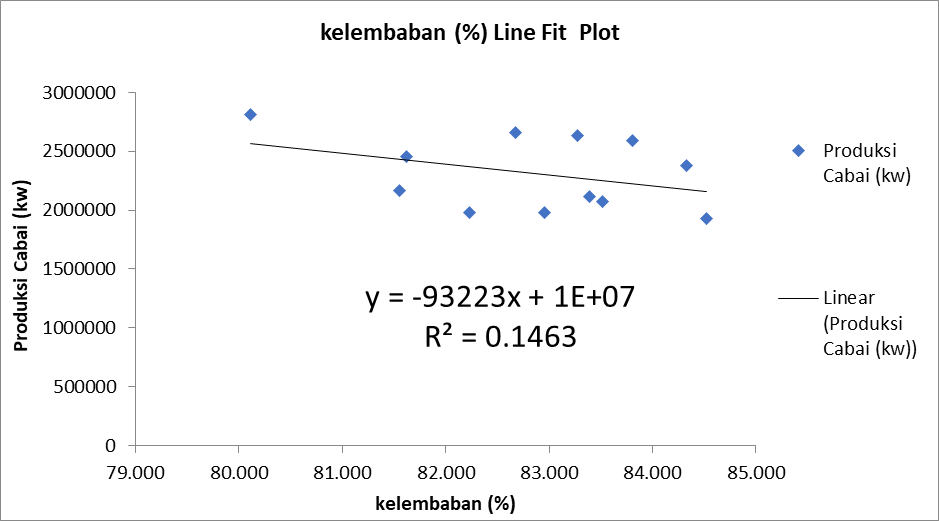 kelembaban (%) Line Fit  Plot
3000000
2500000
2000000
1500000
1000000
500000
0
Produksi Cabai (kw)
79.000 80.000 81.000 82.000 83.000 84.000 85.000
kelembaban (%)
y = -93223x + 1E+07
R² = 0.1463
Produksi
Cabai (kw)
Linear
(Produksi
Cabai (kw))